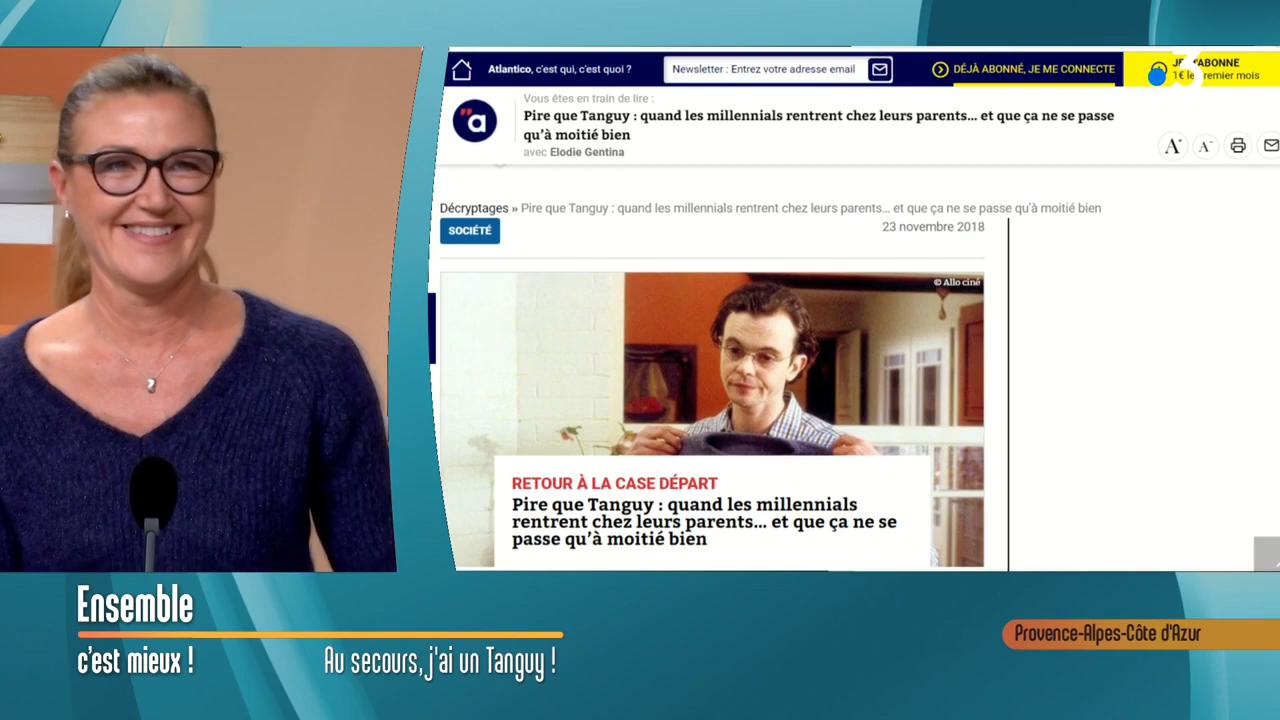 Atlantico, c'est qui, c'est quoi ?
Newsletter : Entrez votre adresse email
DÉJÀ ABONNÉ, JE ME CONNECTE
ABONNE
1€ le premier mois
3
"a
Vous êtes en train de lire :
Pire que Tanguy : quand les millennials rentrent chez leurs parents... et que ça ne se passe
qu'à moitié bien
avec Elodie Gentina
A+
A-
Décryptages » Pire que Tanguy : quand les millennials rentrent chez leurs parents... et que ça ne se passe qu'à moitié bien
SOCIÉTÉ
23 novembre 2018
© Allo ciné
RETOUR À LA CASE DÉPART
Pire que Tanguy : quand les millennials
rentrent chez leurs parents... et que ça ne se
passe qu'à moitié bien
Ensemble
c'est mieux !
Au secours, j'ai un Tanguy !
Provence-Alpes-Côte d'Azur